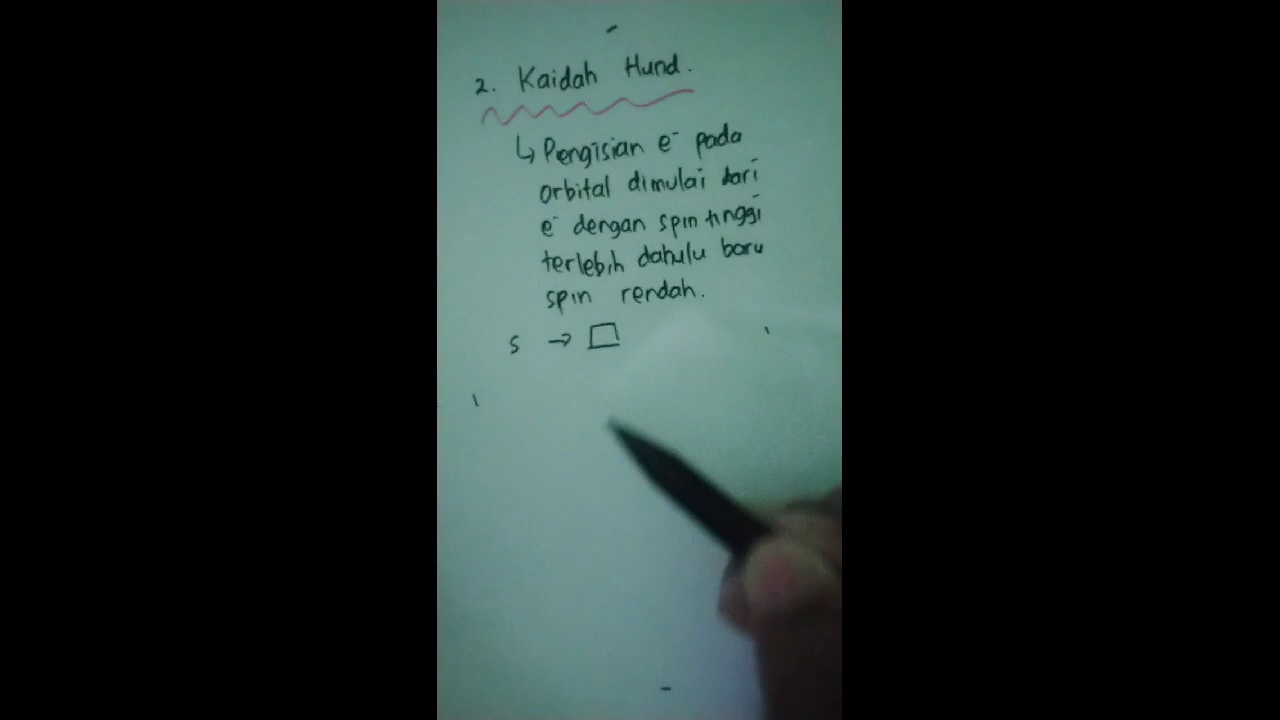 2. Kaidah Hund.
↳ Pengisian e⁻ pada
orbital dimulai dari
e⁻ dengan spin tinggi
terlebih dahulu baru
spin rendah.
s → □